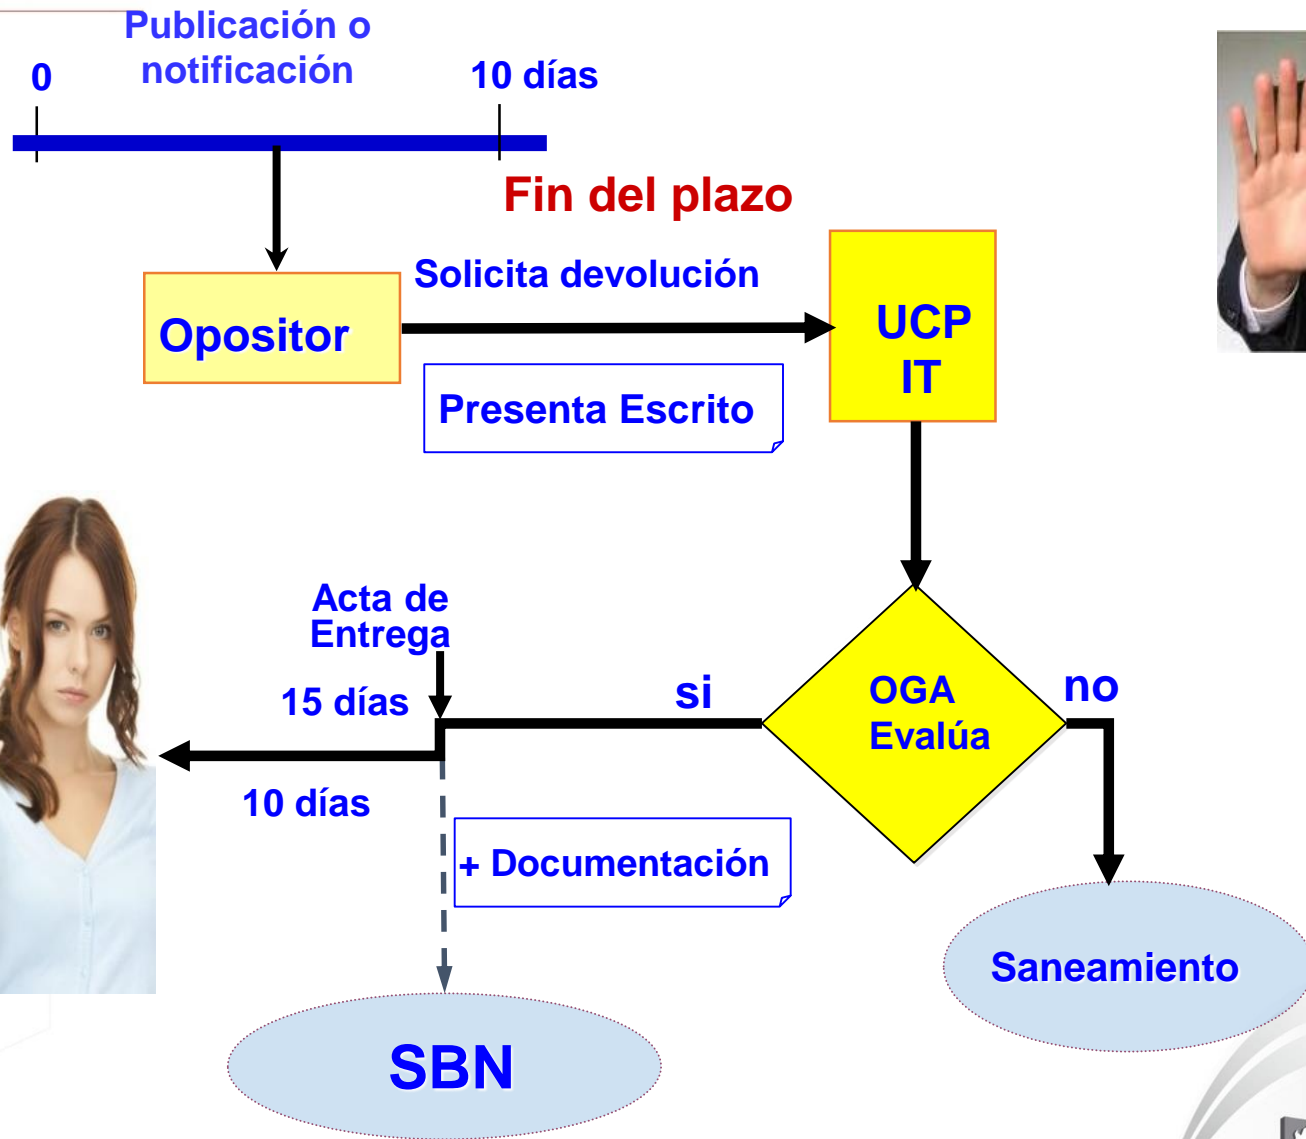 Publicación o
notificación
0
10 días
Fin del plazo
Solicita devolución
Opositor
UCP
IT
Presenta Escrito
Acta de
Entrega
15 días
si
OGA
Evalúa
no
10 días
+ Documentación
Saneamiento
SBN